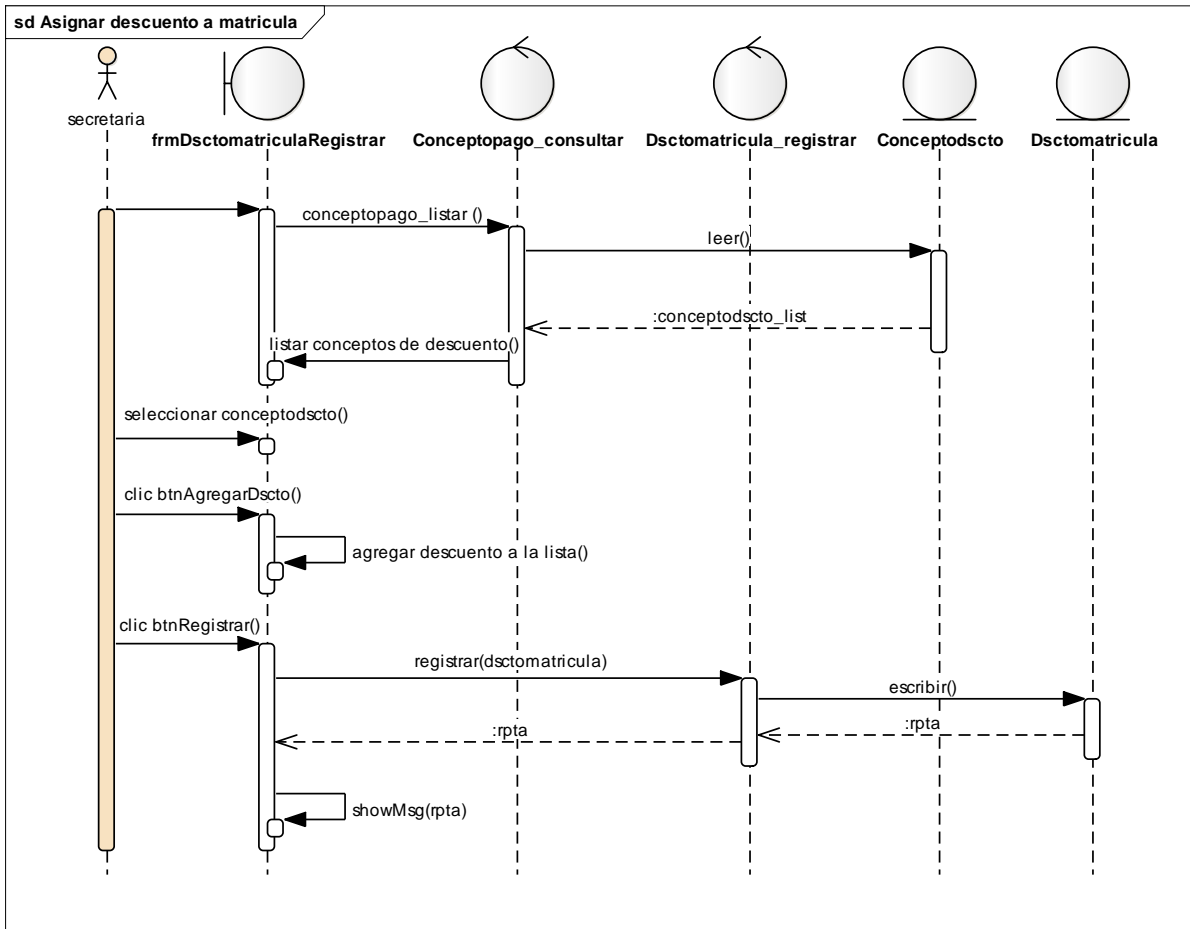 sd Asignar descuento a matricula
secretaria
frmDsctomatriculaRegistrar
Conceptopago_consultar
Dsctomatricula_registrar
Conceptodscto
Dsctomatricula
conceptopago_listar ()
leer()
:conceptodscto_list
listar conceptos de descuento()
seleccionar conceptodscto()
clic btnAgregarDscto()
agregar descuento a la lista()
clic btnRegistrar()
registrar(dsctomatricula)
escribir()
:rpta
:rpta
showMsg(rpta)